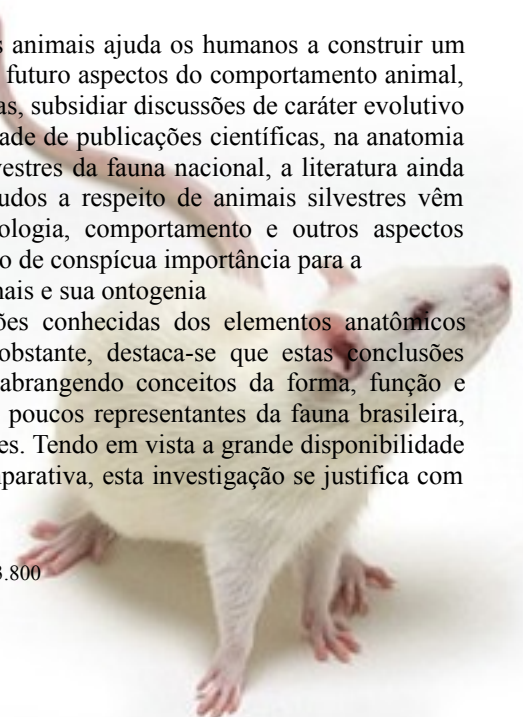 s animais ajuda os humanos a construir um
futuro aspectos do comportamento animal,
as, subsidiar discussões de caráter evolutivo
ade de publicações científicas, na anatomia
vestres da fauna nacional, a literatura ainda
udos a respeito de animais silvestres vêm
ologia, comportamento e outros aspectos
o de conspícua importância para a
nais e sua ontogenia
ões conhecidas dos elementos anatômicos
obstante, destaca-se que estas conclusões
abrangendo conceitos da forma, função e
poucos representantes da fauna brasileira,
es. Tendo em vista a grande disponibilidade
nparativa, esta investigação se justifica com
3.800